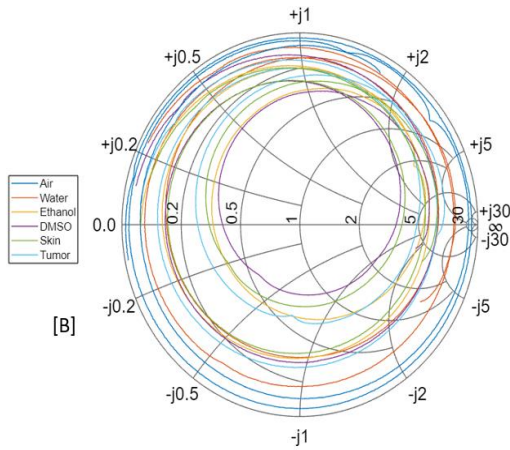 +j1
+j0.5
+j2
+j0.2
+j5
Air
Water
Ethanol
DMSO
Skin
Tumor
0.0
0.2
0.5
1
2
5
30
+j30
∞
-j30
-j0.2
-j5
[B]
-j0.5
-j2
-j1